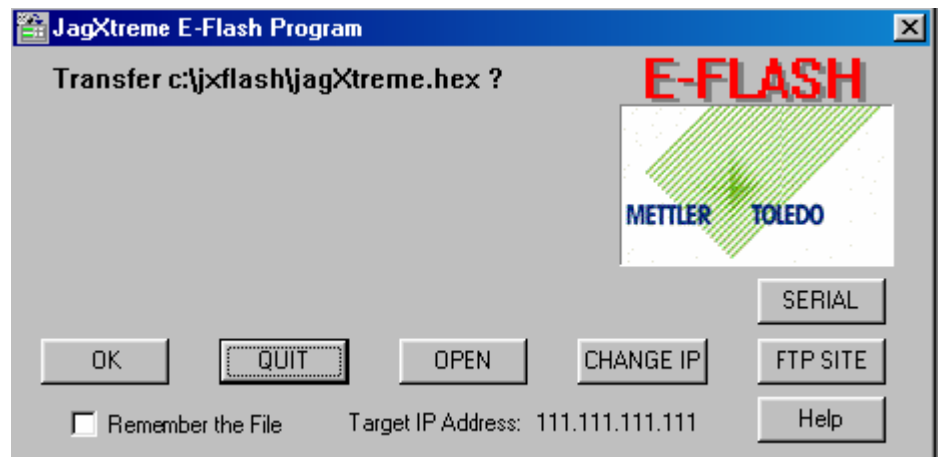 JagXtreme E-Flash Program
Transfer c:\jxflash\jagXtreme.hex ?
E-FLASH
METTLER TOLEDO
SERIAL
OK QUIT OPEN CHANGE IP FTP SITE
Remember the File Target IP Address: 111.111.111.111 Help